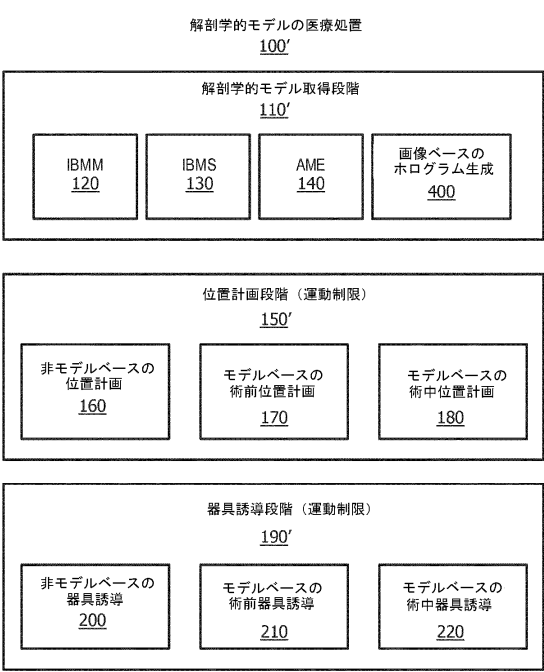 解剖学的モデルの医療処置
100′
解剖学的モデル取得段階
110′
IBMM
120
IBMS
130
AME
140
画像ベースの
ホログラム生成
400
位置計画段階（運動制限）
150′
非モデルベースの
位置計画
160
モデルベースの
術前位置計画
170
モデルベースの
術中位置計画
180
器具誘導段階（運動制限）
190′
非モデルベースの
器具誘導
200
モデルベースの
術前器具誘導
210
モデルベースの
術中器具誘導
220